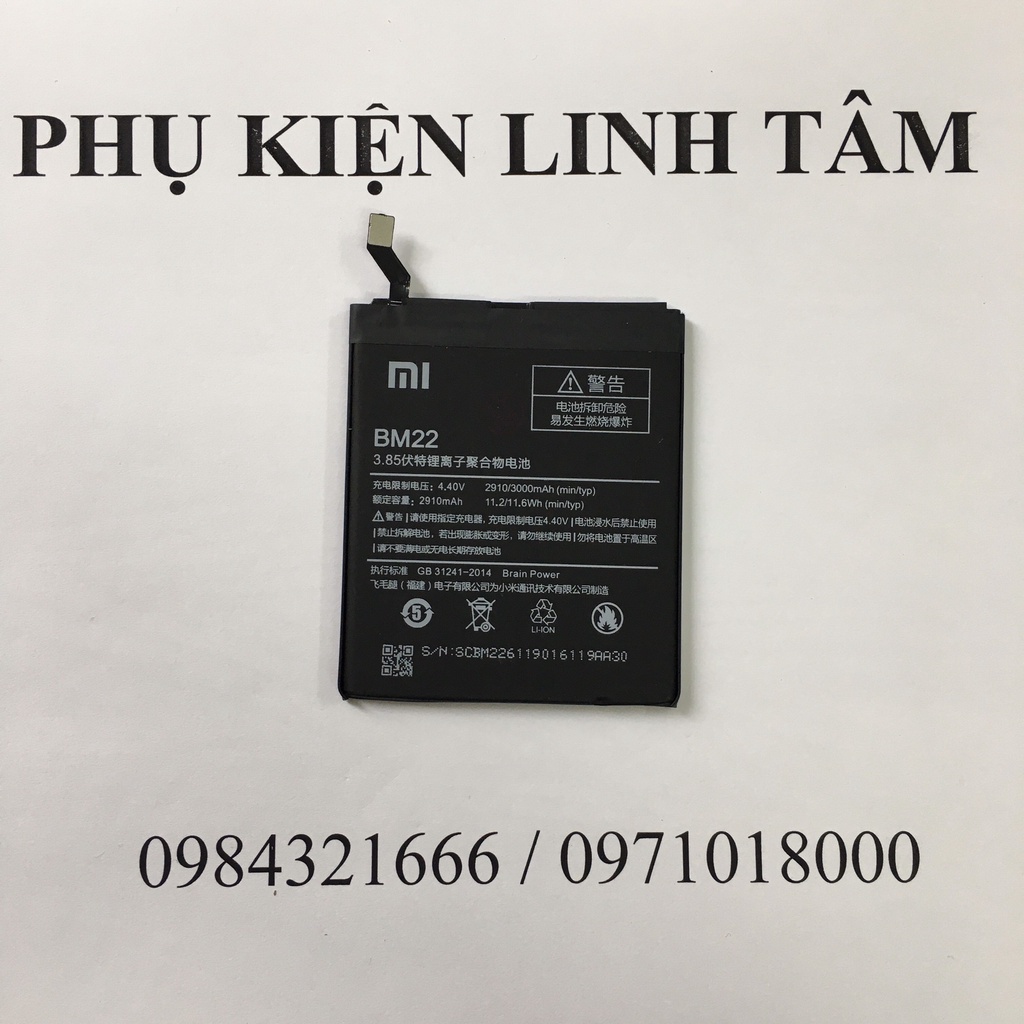 PHỤ KIỆN LINH TÂM
mi
警告
电池拆卸危险
易发生燃烧爆炸
BM22
3.85伏特锂离子聚合物电池
充电限制电压：4.40V 2910/3000mAh (min/typ)
额定容量：2910mAh 11.2/11.6Wh (min/typ)
警告|请使用指定充电器，充电限制电压4.40V|电池浸水后禁止使用
|禁止拆解电池，若出现膨胀或变形，请勿继续使用|勿将电池置于高温区
|请不要满电或无电长期存放电池
执行标准 GB 31241-2014 Brain Power
飞毛腿（福建）电子有限公司为小米通讯技术有限公司制造
5
LI-ION
S/N:SCBM226119016119AA30
0984321666 / 0971018000